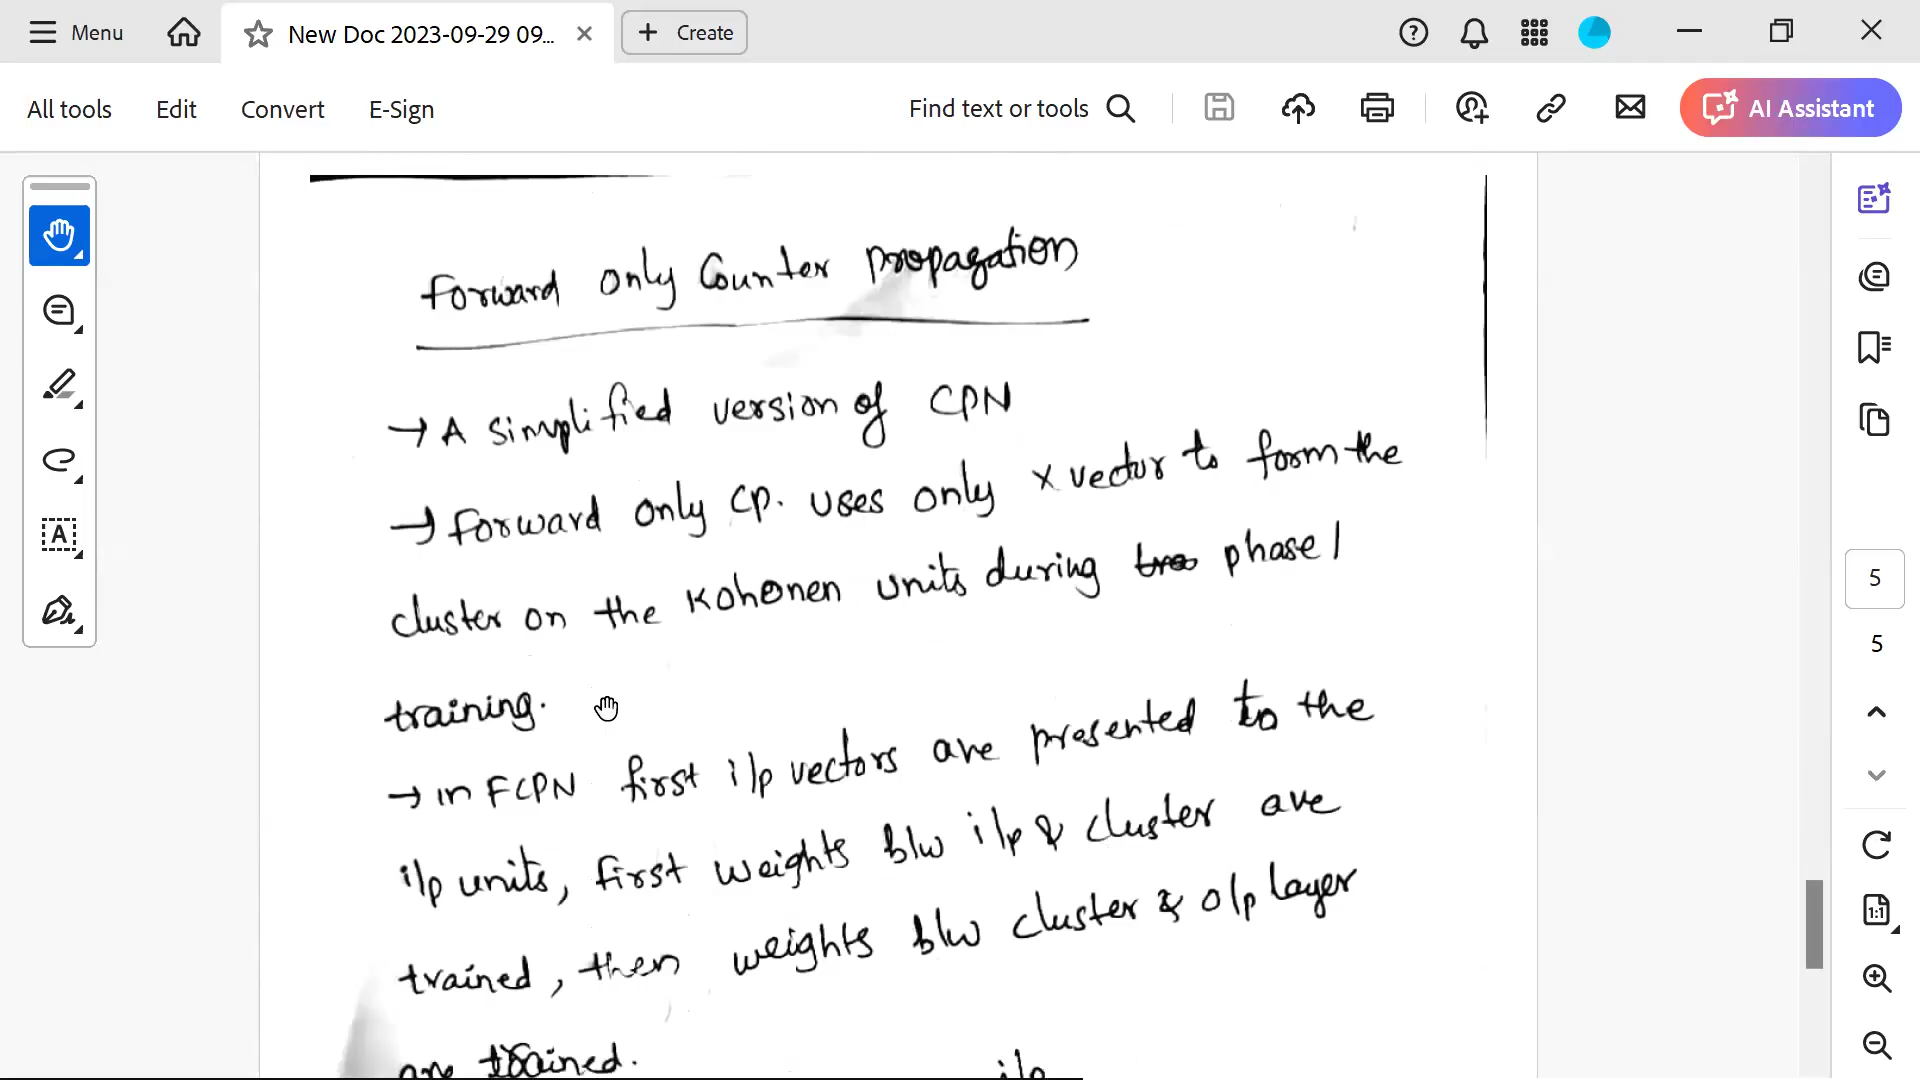 Menu
New Doc 2023-09-29 09...
Create
All tools
Edit
Convert
E-Sign
Find text or tools
AI Assistant
Forward only Counter propagation
→ A simplified version of CPN
→ forward only CP. uses only x vector to form the
cluster on the Kohonen units during phase 1
training.
→ in FCPN first i/p vectors are presented to the
i/p units, first weights b/w i/p & cluster are
trained, then weights b/w cluster & o/p layer
are trained.
i/p
5
5